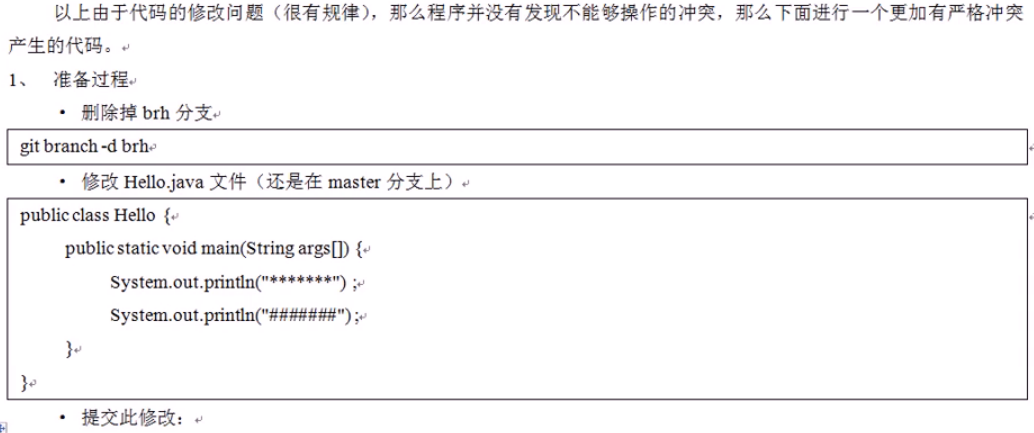 以上由于代码的修改问题（很有规律），那么程序并没有发现不能够操作的冲突，那么下面进行一个更加有严格冲突
产生的代码。
1、 准备过程
• 删除掉 brh 分支
git branch -d brh
• 修改 Hello.java 文件（还是在 master 分支上）
public class Hello {
public static void main(String args[]) {
System.out.println("*******") ;
System.out.println("#######") ;
}
}
• 提交此修改：